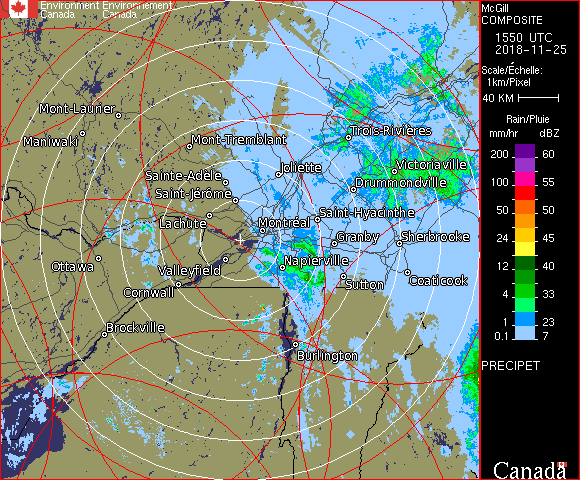 Environment Environnement
Canada Canada
McGill
COMPOSITE
1550 UTC
2018-11-25
Scale/Échelle:
1km/Pixel
40 KM
Rain/Pluie
mm/hr dBZ
200 60
100 55
50 50
24 45
12 40
4 33
1 23
0.1 7
PRECIPET
Canada
Mont-Laurier
Maniwaki
Mont-Tremblant
Trois-Rivières
Joliette
Victoriaville
Sainte-Adèle
Drummondville
Saint-Jérôme
Saint-Hyacinthe
Lachute
Montréal
Granby
Sherbrooke
Ottawa
Valleyfield
Napierville
Coaticook
Sutton
Cornwall
Brockville
Burlington